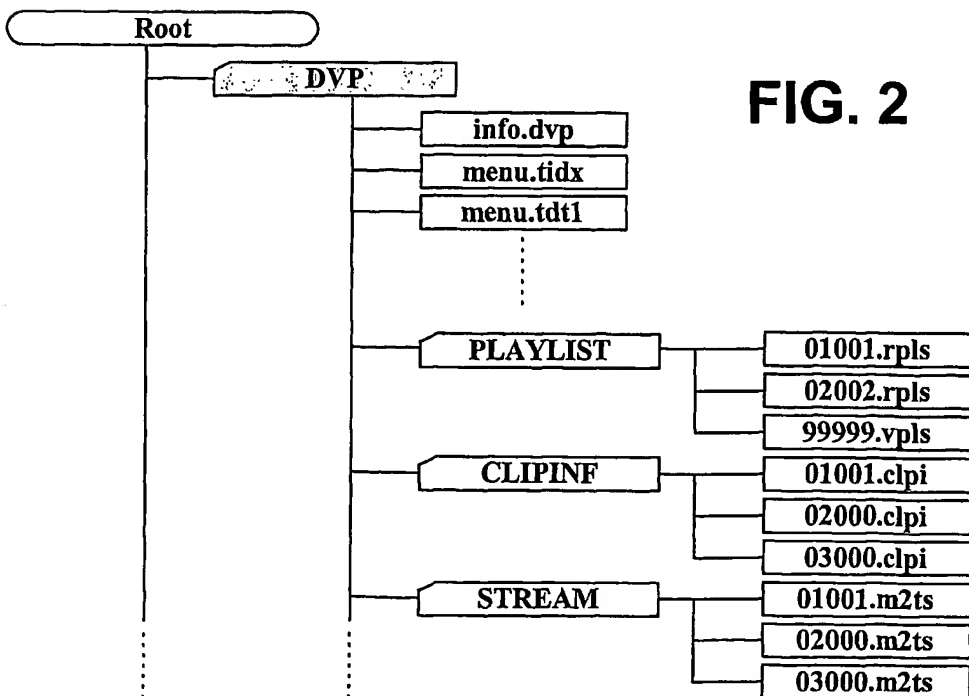 Root
DVP
FIG. 2
info.dvp
menu.tidx
menu.tdt1
PLAYLIST
01001.rpls
02002.rpls
99999.vpls
CLIPINF
01001.clpi
02000.clpi
03000.clpi
STREAM
01001.m2ts
02000.m2ts
03000.m2ts